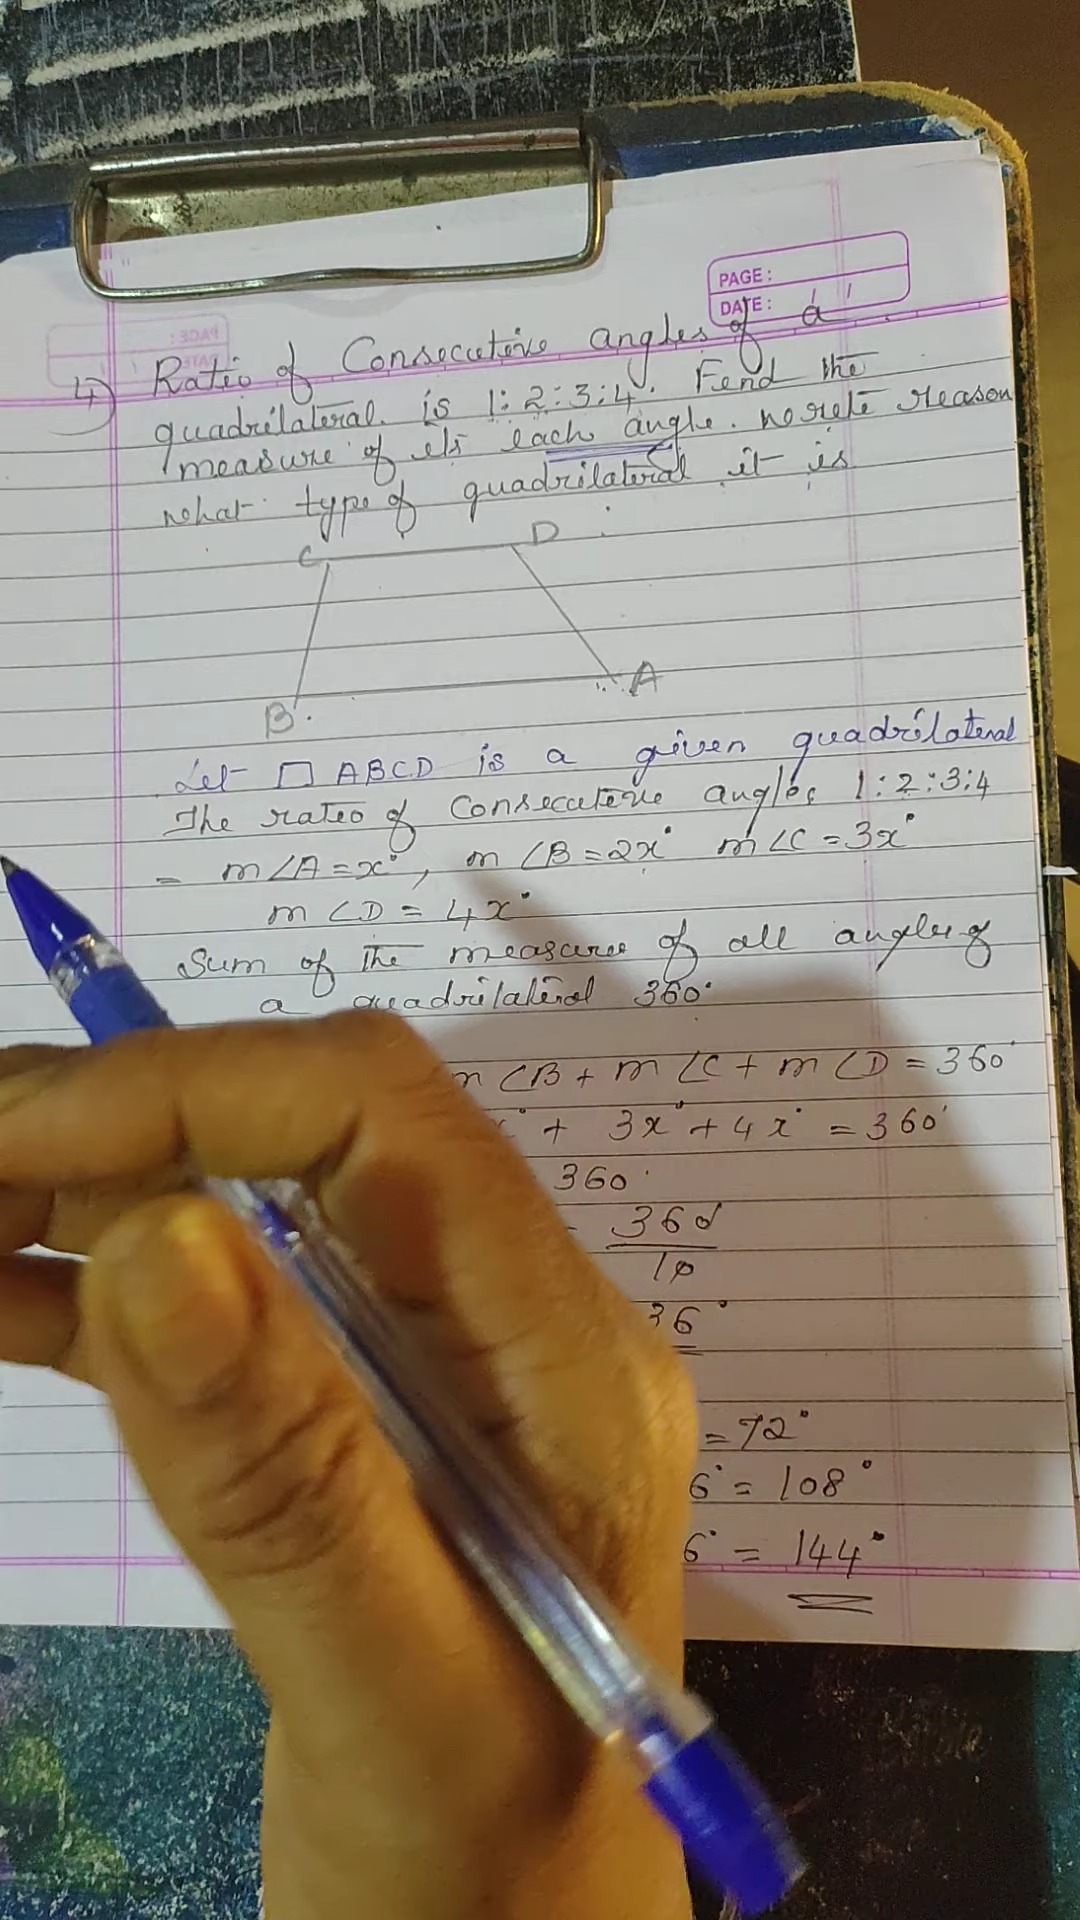 PAGE :
DATE :
4) Ratio of Consecutive angles of a
quadrilateral is 1:2:3:4. Find the
measure of its each angle. write reason
what type of quadrilateral it is
C D
B A
Let □ ABCD is a given quadrilateral
The ratio of Consecutive angles 1:2:3:4
= m∠A = x°, m∠B = 2x° m∠C = 3x°
m∠D = 4x°
Sum of the measures of all angles of
a quadrilateral 360°
m∠B + m∠C + m∠D = 360°
+ 3x° + 4x° = 360°
360°
360
10
36°
= 72°
6° = 108°
6° = 144°